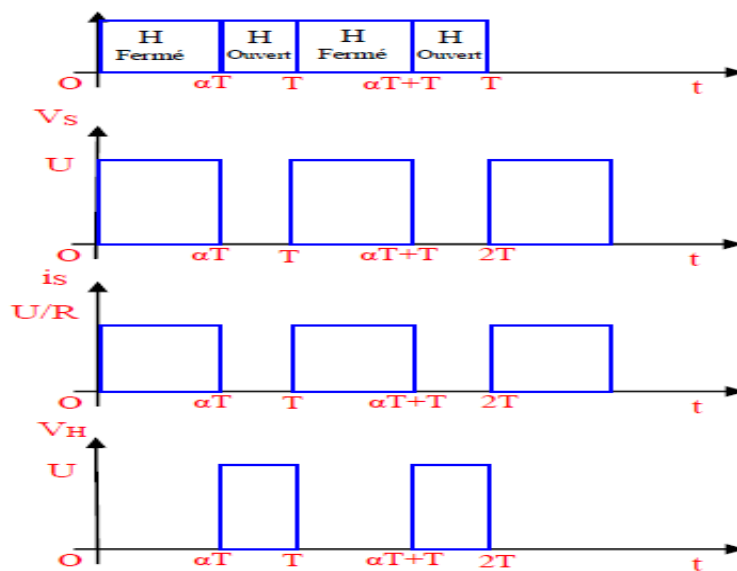 H H H H
Fermé Ouvert Fermé Ouvert
O αT T αT+T T t
VS
U
O αT T αT+T 2T t
is
U/R
O αT T αT+T 2T t
VH
U
O αT T αT+T 2T t